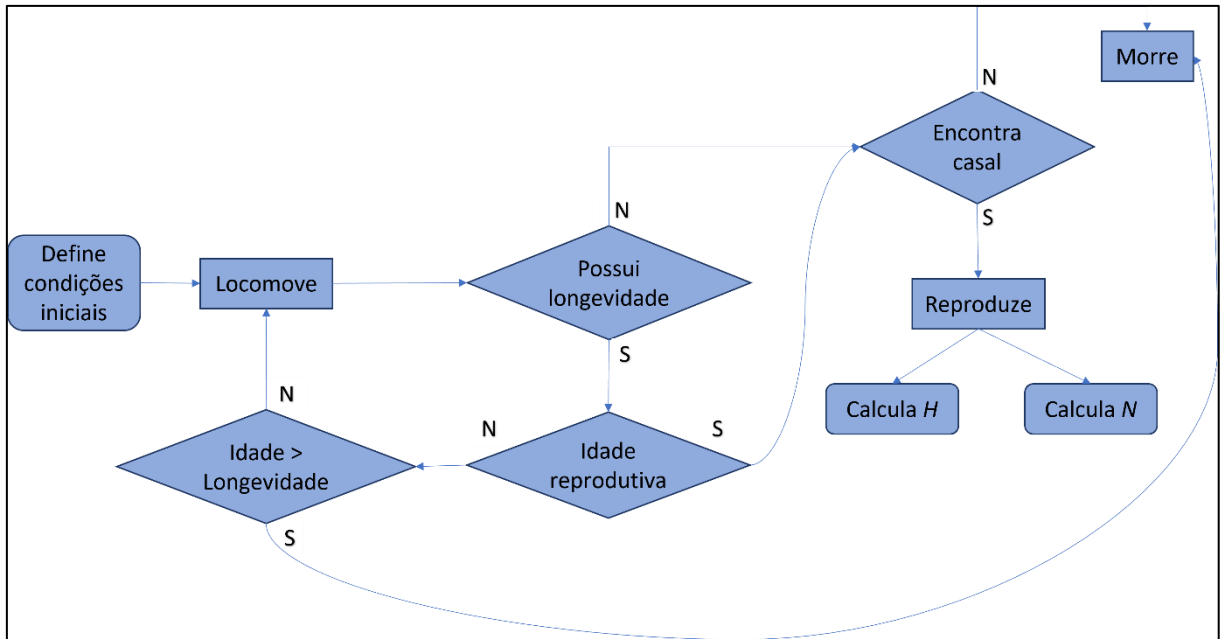 Morre
N
Encontra
casal
S
N
Define
condições
iniciais
Locomove
Possui
longevidade
Reproduze
S
Calcula H
Calcula N
N
N
S
Idade >
Longevidade
Idade
reprodutiva
S